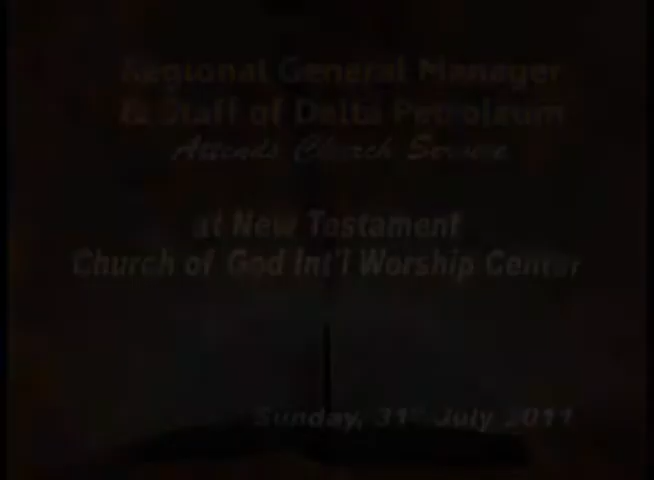 Regional General Manager
& Staff of Delta Petroleum
Attends Church Service
at New Testament
Church of God Int'l Worship Center
Sunday, 31st July 2011